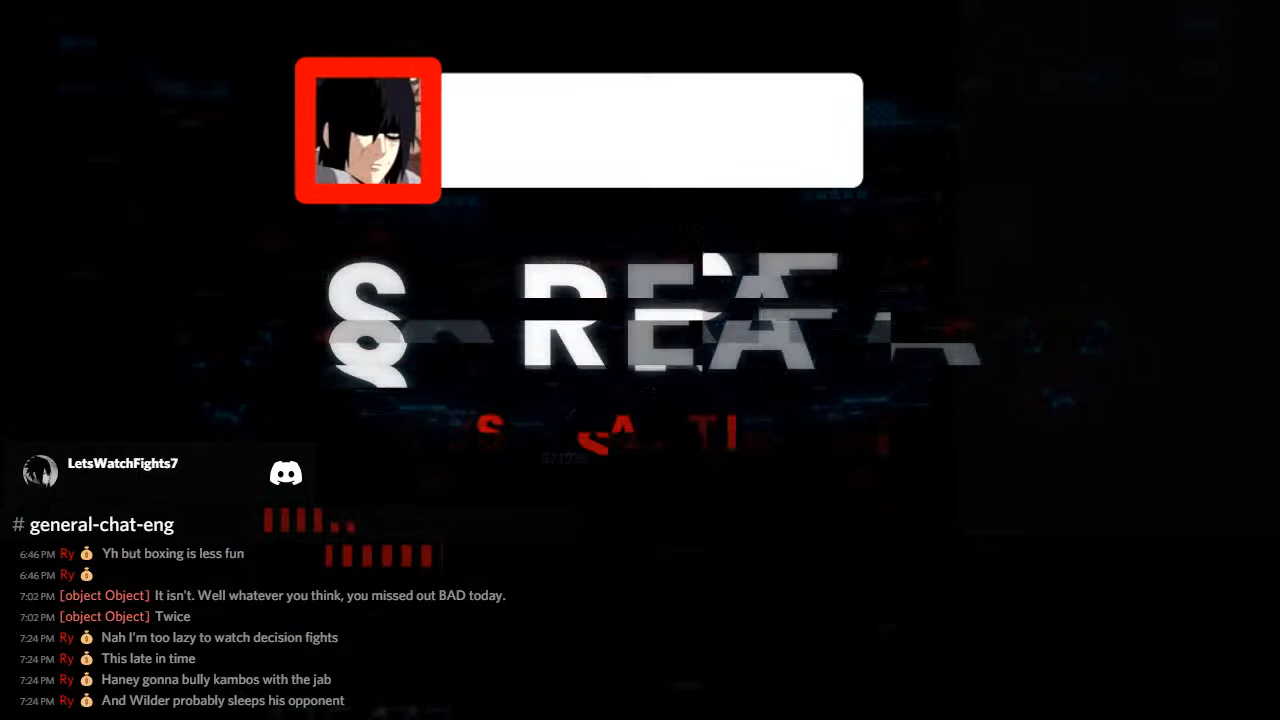 S REA
S A TI
LetsWatchFights7
# general-chat-eng
6:46 PM Ry 💰 Yh but boxing is less fun
6:46 PM Ry 💰
7:02 PM [object Object] It isn't. Well whatever you think, you missed out BAD today.
7:02 PM [object Object] Twice
7:24 PM Ry 💰 Nah I'm too lazy to watch decision fights
7:24 PM Ry 💰 This late in time
7:24 PM Ry 💰 Haney gonna bully kambos with the jab
7:24 PM Ry 💰 And Wilder probably sleeps his opponent